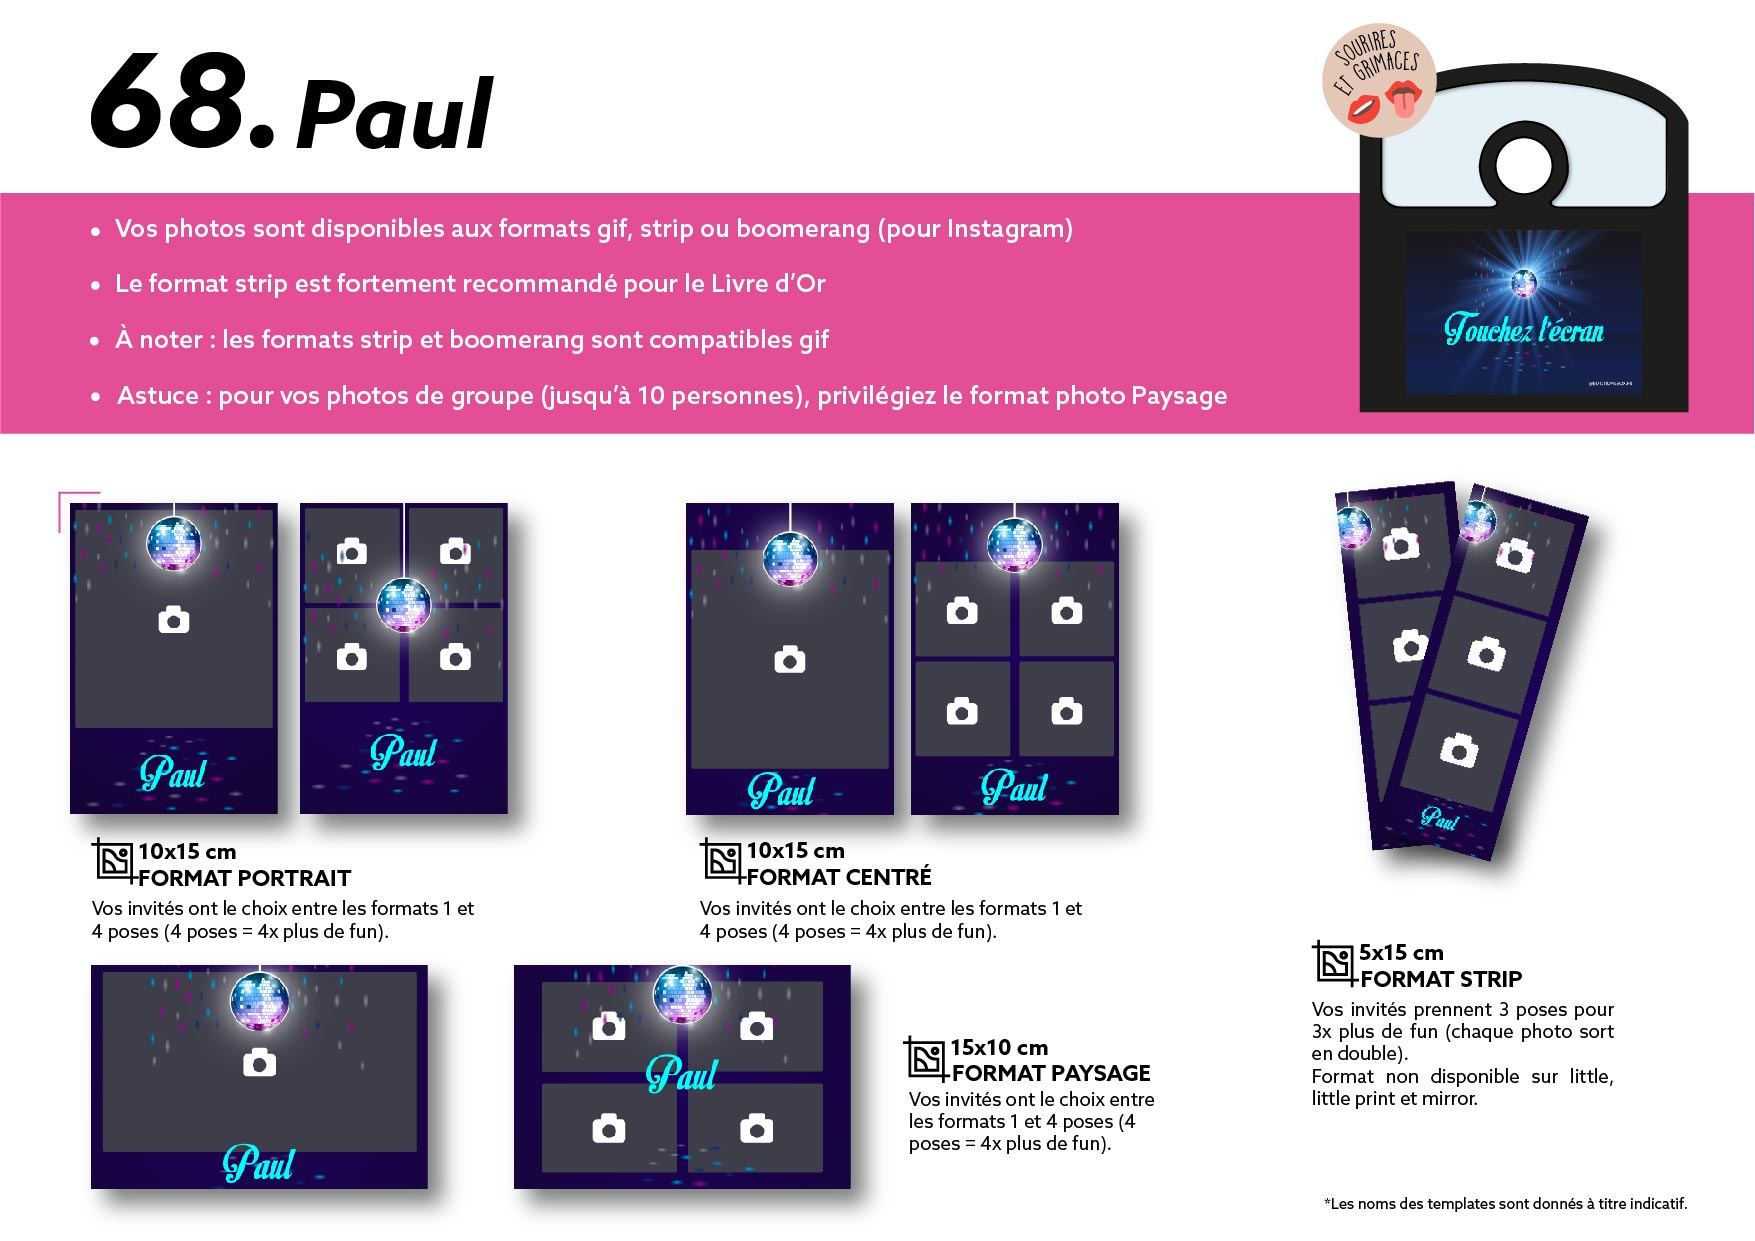 68. Paul
SOURIRES
ET GRIMACES
• Vos photos sont disponibles aux formats gif, strip ou boomerang (pour Instagram)
• Le format strip est fortement recommandé pour le Livre d’Or
• À noter : les formats strip et boomerang sont compatibles gif
• Astuce : pour vos photos de groupe (jusqu’à 10 personnes), privilégiez le format photo Paysage
Touchez l'écran
Paul
Paul
Paul
Paul
Paul
10x15 cm
FORMAT PORTRAIT
Vos invités ont le choix entre les formats 1 et
4 poses (4 poses = 4x plus de fun).
10x15 cm
FORMAT CENTRÉ
Vos invités ont le choix entre les formats 1 et
4 poses (4 poses = 4x plus de fun).
5x15 cm
FORMAT STRIP
Vos invités prennent 3 poses pour
3x plus de fun (chaque photo sort
en double).
Format non disponible sur little,
little print et mirror.
Paul
Paul
15x10 cm
FORMAT PAYSAGE
Vos invités ont le choix entre
les formats 1 et 4 poses (4
poses = 4x plus de fun).
*Les noms des templates sont donnés à titre indicatif.